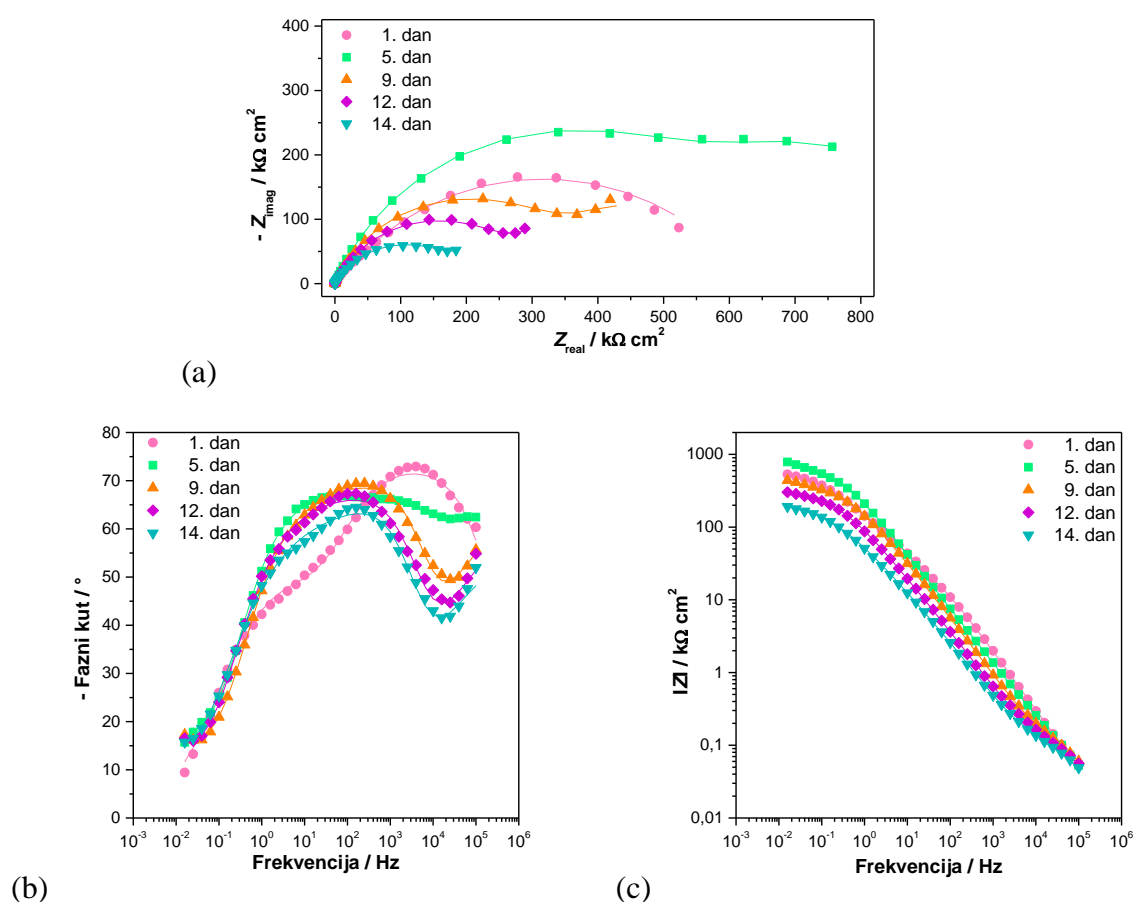 400
300
200
100
0
- Z_imag / kΩ cm²
1. dan
5. dan
9. dan
12. dan
14. dan
0 100 200 300 400 500 600 700 800
Z_real / kΩ cm²
(a)
80
70
60
50
40
30
20
10
0
- Fazni kut / °
1. dan
5. dan
9. dan
12. dan
14. dan
10⁻³ 10⁻² 10⁻¹ 10⁰ 10¹ 10² 10³ 10⁴ 10⁵ 10⁶
Frekvencija / Hz
(b)
1000
100
10
1
0,1
0,01
|Z| / kΩ cm²
1. dan
5. dan
9. dan
12. dan
14. dan
10⁻³ 10⁻² 10⁻¹ 10⁰ 10¹ 10² 10³ 10⁴ 10⁵ 10⁶
Frekvencija / Hz
(c)